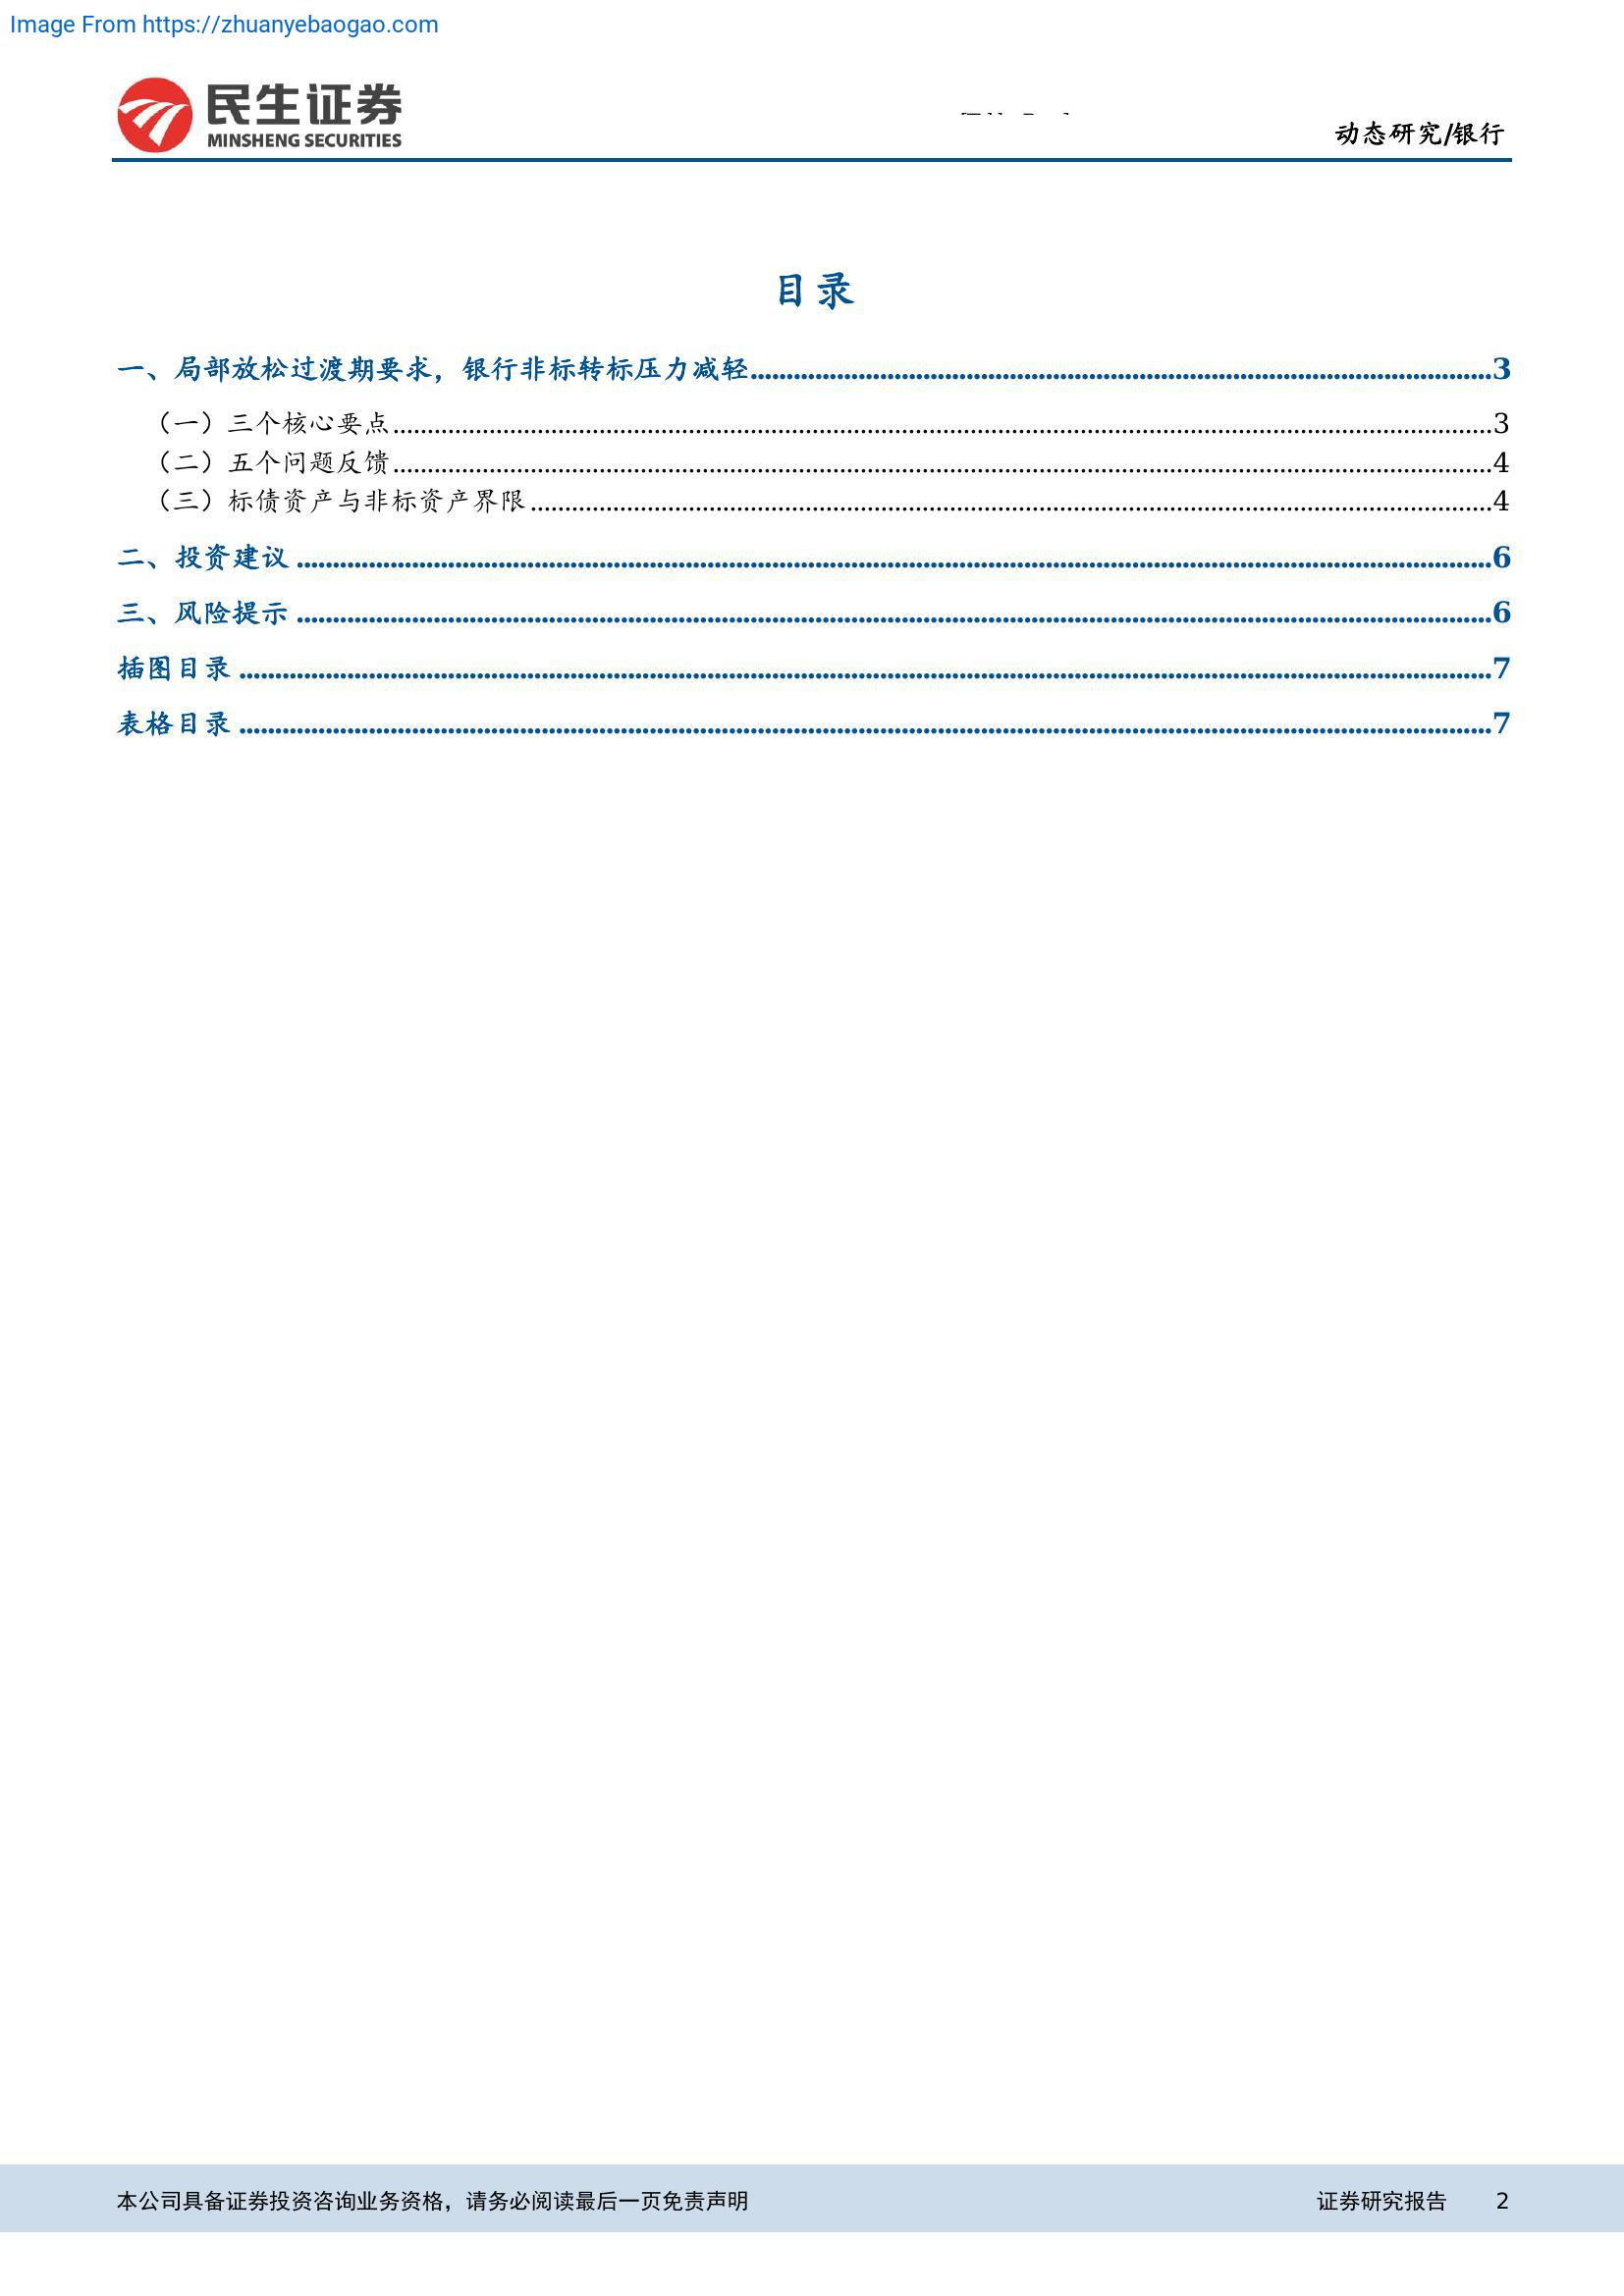 Image From https://zhuanyebaogao.com
民生证券
MINSHENG SECURITIES
动态研究/银行
目录
一、局部放松过渡期要求，银行非标转标压力减轻 3
（一）三个核心要点 3
（二）五个问题反馈 4
（三）标债资产与非标资产界限 4
二、投资建议 6
三、风险提示 6
插图目录 7
表格目录 7
本公司具备证券投资咨询业务资格，请务必阅读最后一页免责声明
证券研究报告 2